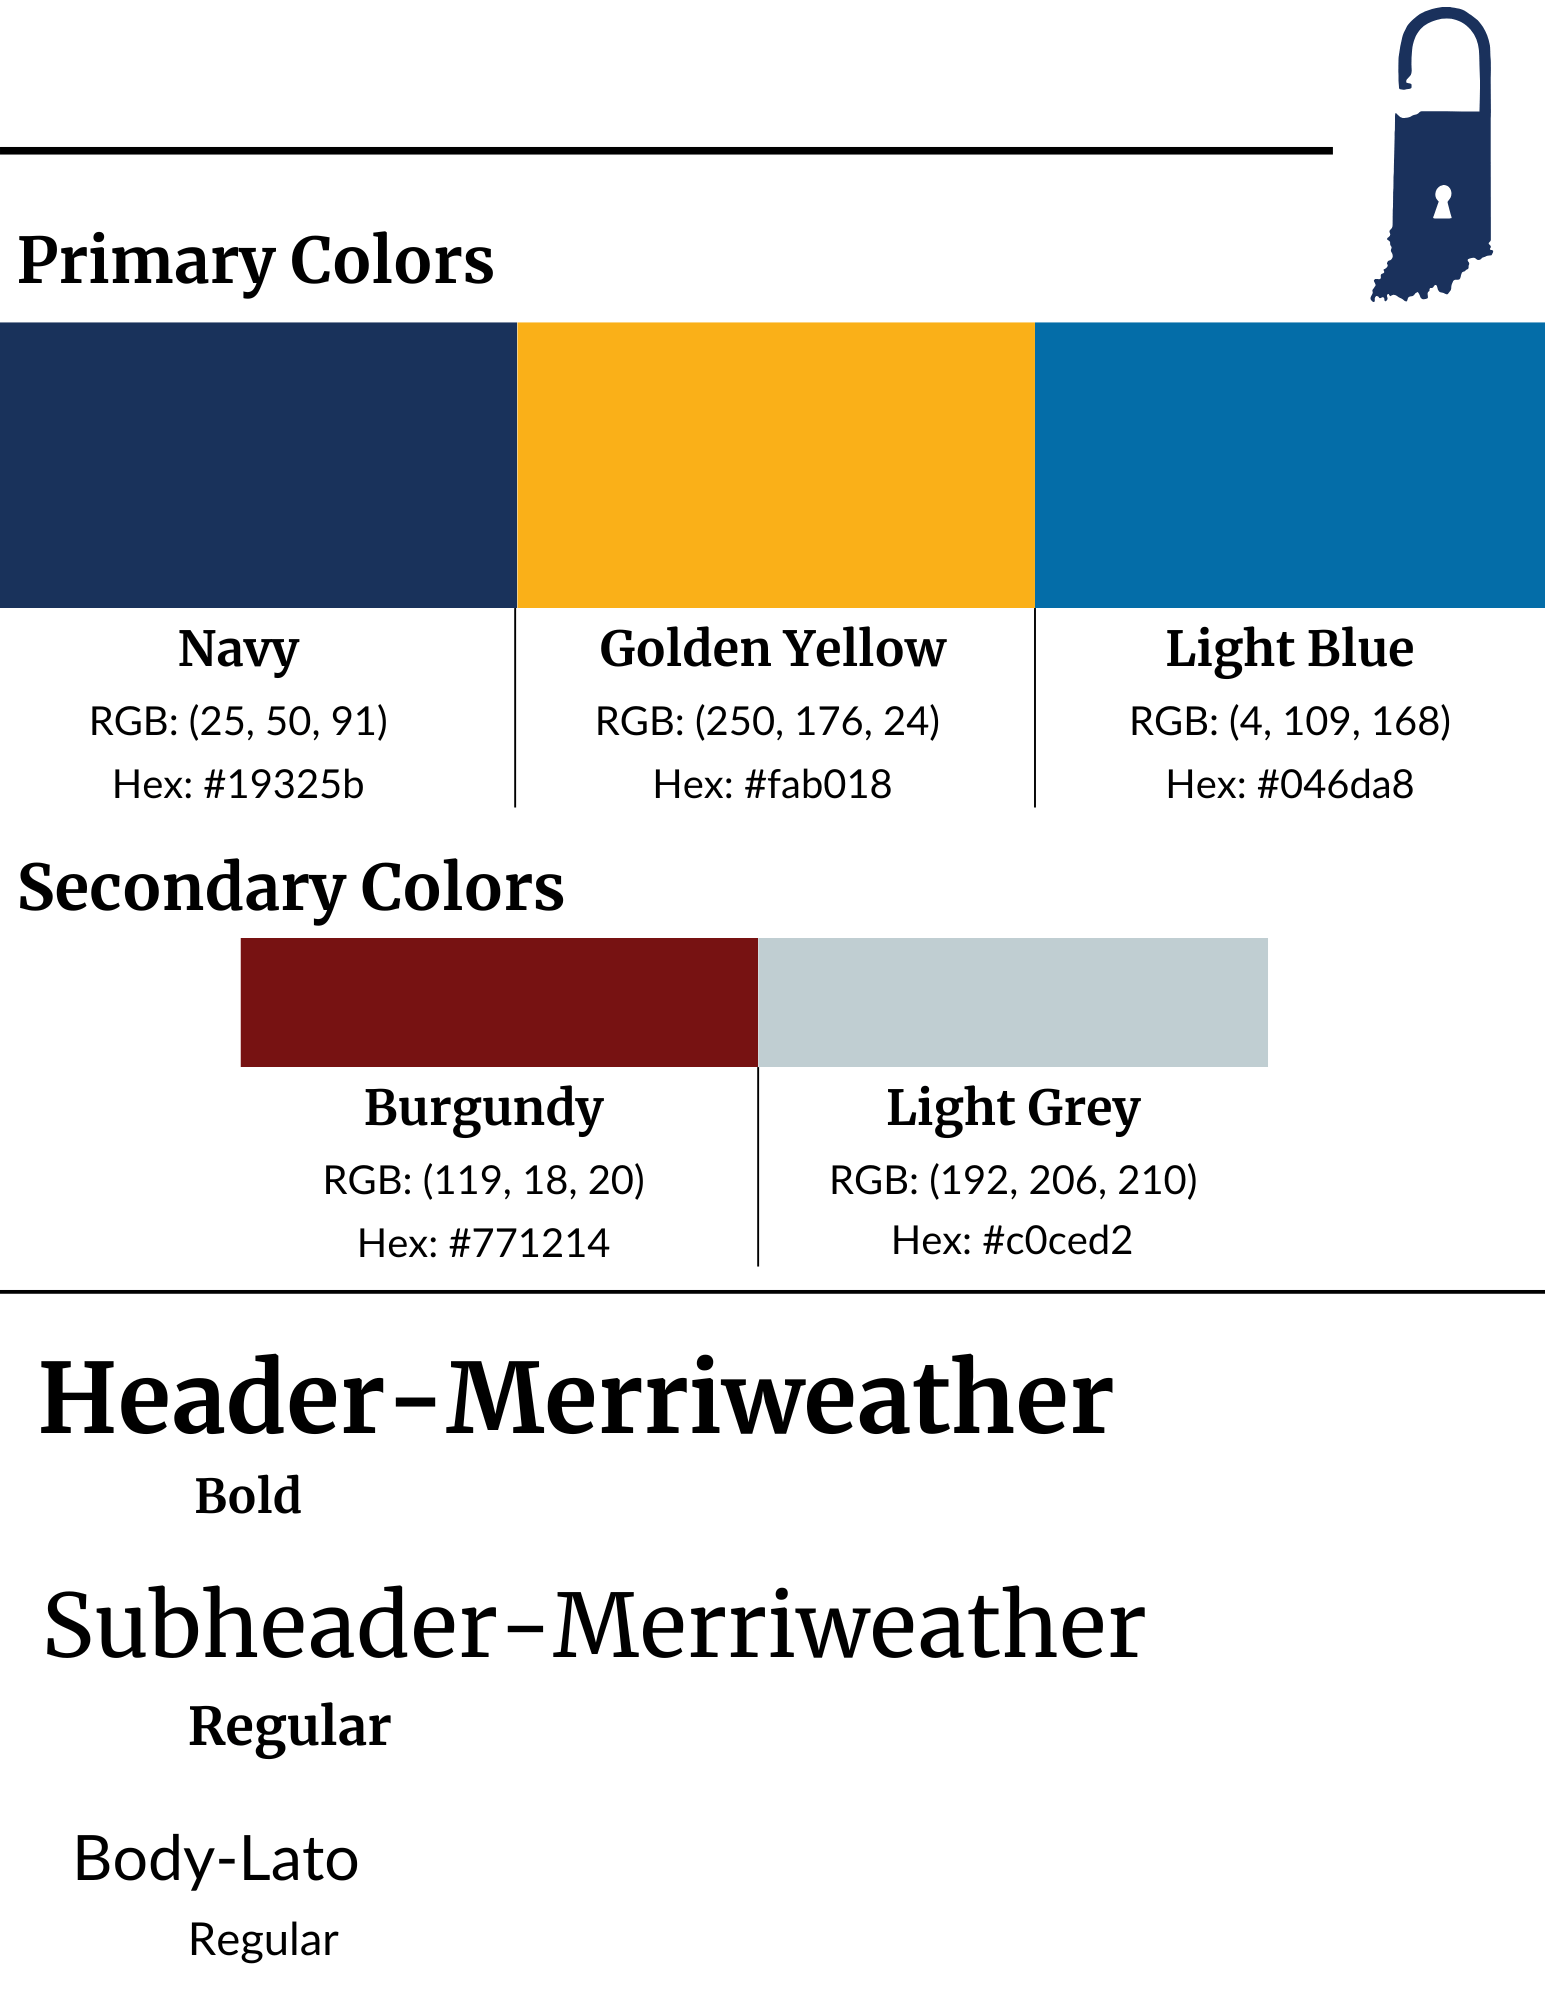 Primary Colors
Navy
RGB: (25, 50, 91)
Hex: #19325b
Golden Yellow
RGB: (250, 176, 24)
Hex: #fab018
Light Blue
RGB: (4, 109, 168)
Hex: #046da8
Secondary Colors
Burgundy
RGB: (119, 18, 20)
Hex: #771214
Light Grey
RGB: (192, 206, 210)
Hex: #c0ced2
Header-Merriweather
Bold
Subheader-Merriweather
Regular
Body-Lato
Regular